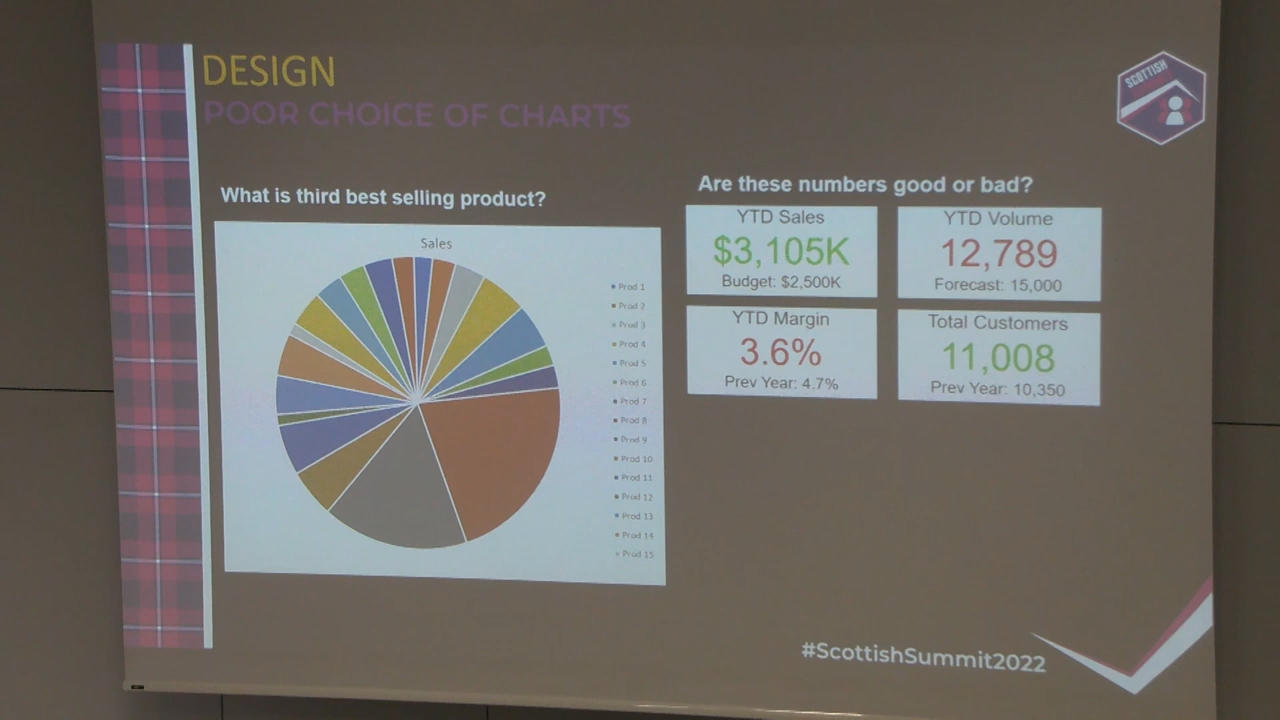 DESIGN
POOR CHOICE OF CHARTS
SCOTTISH
What is third best selling product?
Sales
Prod 1
Prod 2
Prod 3
Prod 4
Prod 5
Prod 6
Prod 7
Prod 8
Prod 9
Prod 10
Prod 11
Prod 12
Prod 13
Prod 14
Prod 15
Are these numbers good or bad?
YTD Sales
$3,105K
Budget: $2,500K
YTD Volume
12,789
Forecast: 15,000
YTD Margin
3.6%
Prev Year: 4.7%
Total Customers
11,008
Prev Year: 10,350
#ScottishSummit2022